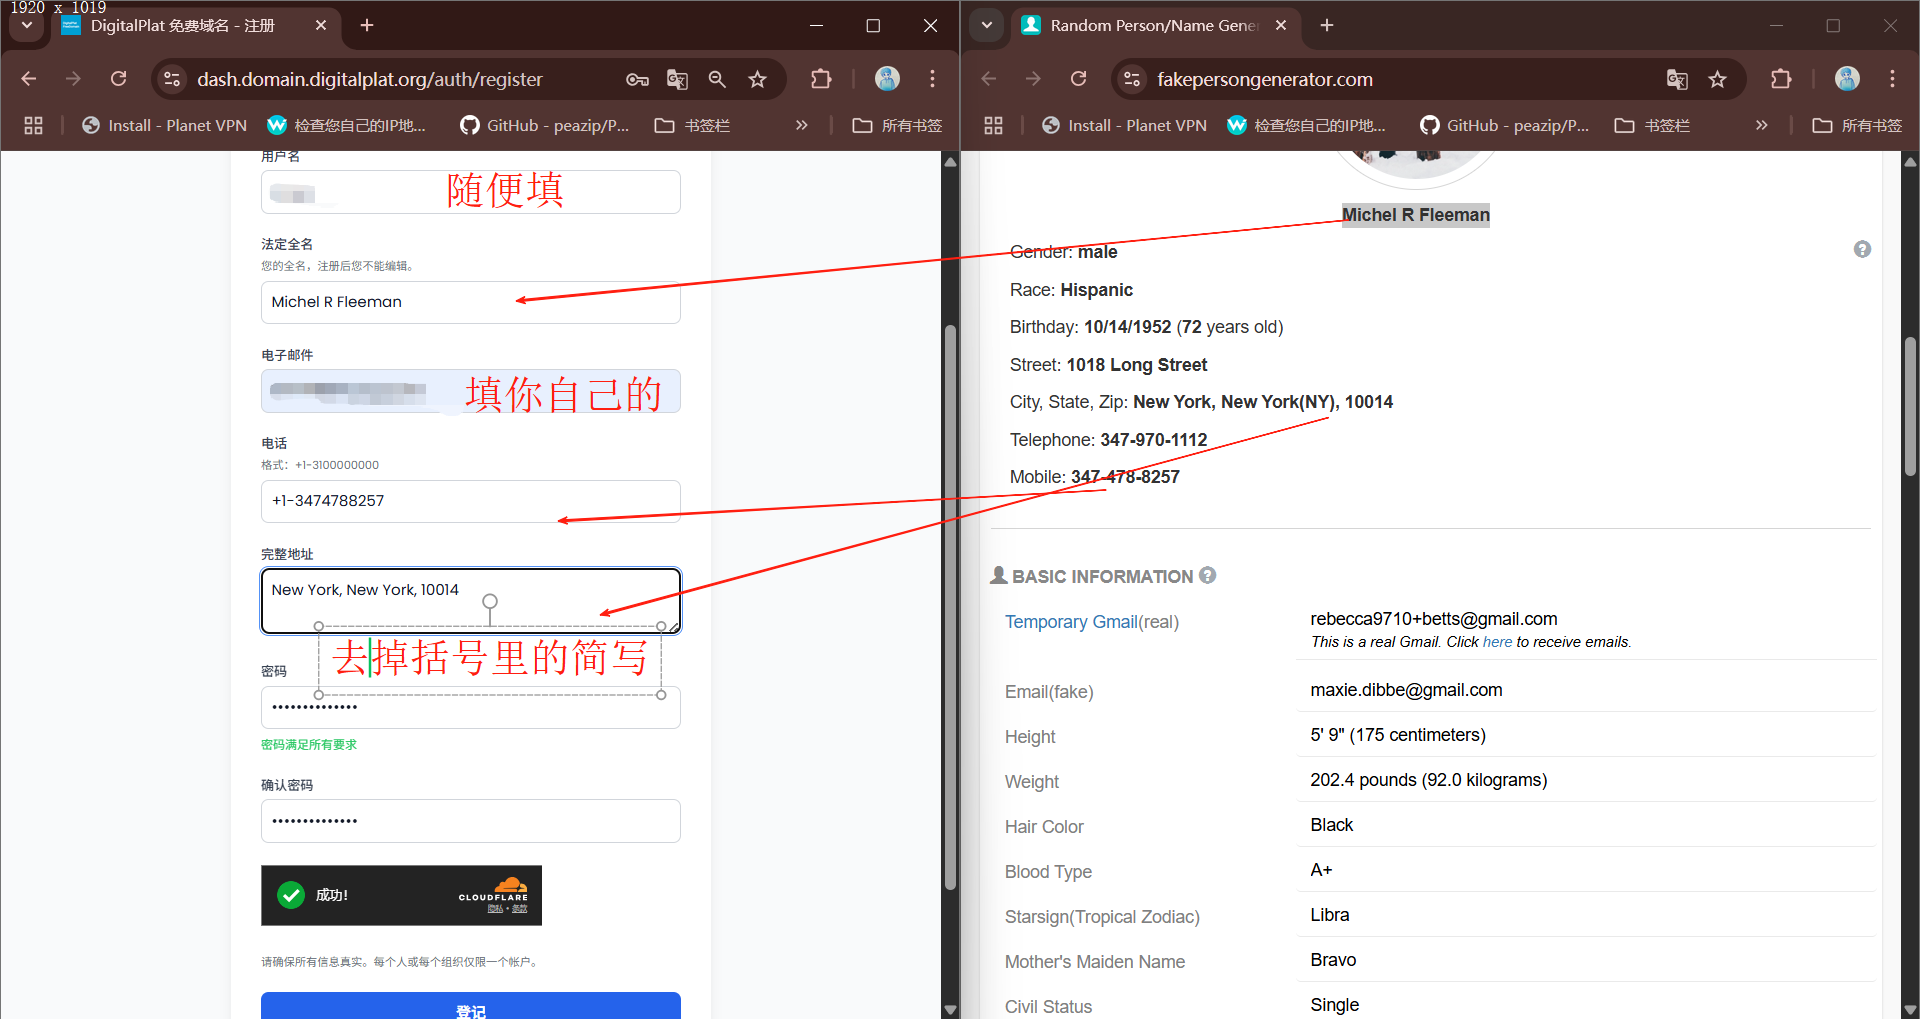 1920 x 1019
DigitalPlat 免费域名 - 注册
dash.domain.digitalplat.org/auth/register
Install - Planet VPN
检查您自己的IP地...
GitHub - peazip/P...
书签栏
所有书签
用户名
随便填
法定全名
您的全名，注册后您不能编辑。
Michel R Fleeman
电子邮件
填你自己的
电话
格式：+1-3100000000
+1-3474788257
完整地址
New York, New York, 10014
去掉括号里的简写
密码
••••••••••••••
密码满足所有要求
确认密码
••••••••••••••
成功!
CLOUDFLARE
隐私 • 条款
请确保所有信息真实。每个人或每个组织仅限一个帐户。
登记
Random Person/Name Gene
fakepersongenerator.com
Install - Planet VPN
检查您自己的IP地...
GitHub - peazip/P...
书签栏
所有书签
Michel R Fleeman
Gender: male
Race: Hispanic
Birthday: 10/14/1952 (72 years old)
Street: 1018 Long Street
City, State, Zip: New York, New York(NY), 10014
Telephone: 347-970-1112
Mobile: 347-478-8257
BASIC INFORMATION
Temporary Gmail(real)
rebecca9710+betts@gmail.com
This is a real Gmail. Click here to receive emails.
Email(fake)
maxie.dibbe@gmail.com
Height
5' 9" (175 centimeters)
Weight
202.4 pounds (92.0 kilograms)
Hair Color
Black
Blood Type
A+
Starsign(Tropical Zodiac)
Libra
Mother's Maiden Name
Bravo
Civil Status
Single